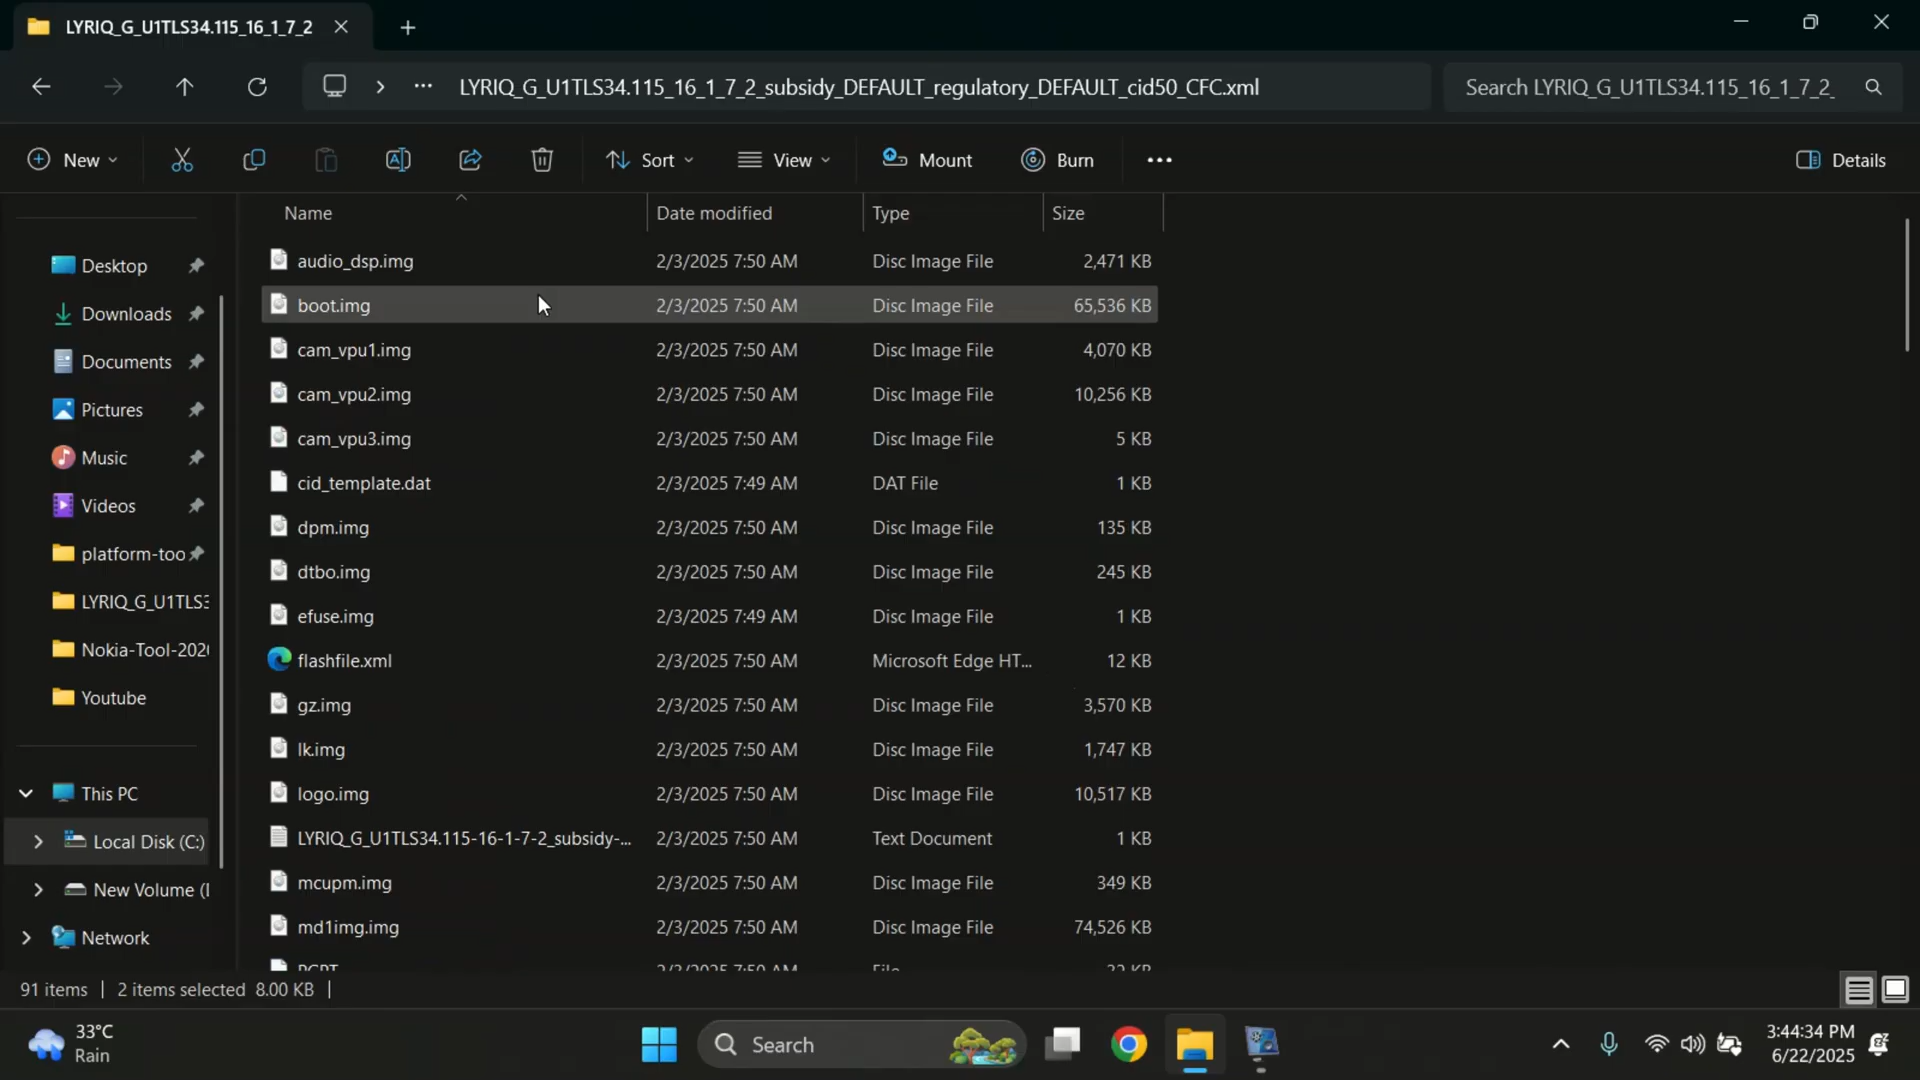 LYRIQ_G_U1TLS34.115_16_1_7_2
LYRIQ_G_U1TLS34.115_16_1_7_2_subsidy_DEFAULT_regulatory_DEFAULT_cid50_CFC.xml
Search LYRIQ_G_U1TLS34.115_16_1_7_2_
New
Sort
View
Mount
Burn
Details
Name
Date modified
Type
Size
Desktop
Downloads
Documents
Pictures
Music
Videos
platform-too
LYRIQ_G_U1TLS3
Nokia-Tool-202
Youtube
This PC
Local Disk (C:)
New Volume (
Network
audio_dsp.img 2/3/2025 7:50 AM Disc Image File 2,471 KB
boot.img 2/3/2025 7:50 AM Disc Image File 65,536 KB
cam_vpu1.img 2/3/2025 7:50 AM Disc Image File 4,070 KB
cam_vpu2.img 2/3/2025 7:50 AM Disc Image File 10,256 KB
cam_vpu3.img 2/3/2025 7:50 AM Disc Image File 5 KB
cid_template.dat 2/3/2025 7:49 AM DAT File 1 KB
dpm.img 2/3/2025 7:50 AM Disc Image File 135 KB
dtbo.img 2/3/2025 7:50 AM Disc Image File 245 KB
efuse.img 2/3/2025 7:49 AM Disc Image File 1 KB
flashfile.xml 2/3/2025 7:50 AM Microsoft Edge HT... 12 KB
gz.img 2/3/2025 7:50 AM Disc Image File 3,570 KB
lk.img 2/3/2025 7:50 AM Disc Image File 1,747 KB
logo.img 2/3/2025 7:50 AM Disc Image File 10,517 KB
LYRIQ_G_U1TLS34.115-16-1-7-2_subsidy-... 2/3/2025 7:50 AM Text Document 1 KB
mcupm.img 2/3/2025 7:50 AM Disc Image File 349 KB
md1img.img 2/3/2025 7:50 AM Disc Image File 74,526 KB
PGPT 2/3/2025 7:50 AM File 32 KB
91 items
2 items selected 8.00 KB
33°C
Rain
Search
3:44:34 PM
6/22/2025